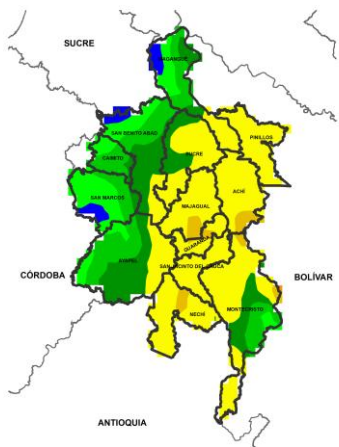 SUCRE
MAGANGUÉ
SAN BENITO ABAD
PINILLOS
CAIMITO
SUCRE
SAN MARCOS
ACHÍ
MAJAGUAL
GUARANDA
AYAPEL
SAN JACINTO DEL CAUCA
CÓRDOBA
BOLÍVAR
MONTECRISTO
NECHÍ
ANTIOQUIA